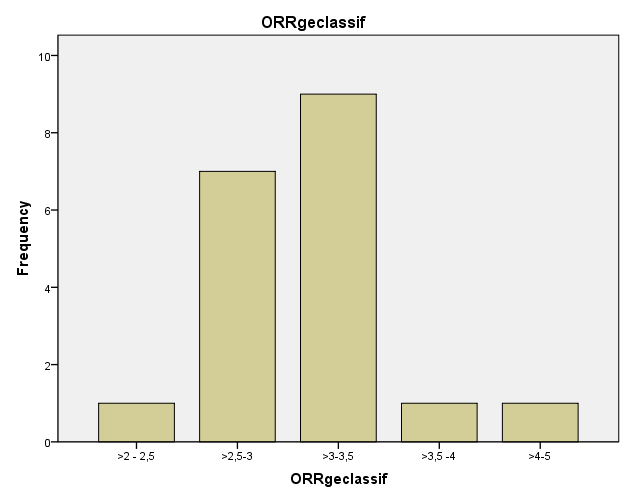 ORRgeclassif
Frequency
10
8
6
4
2
0
>2 - 2,5
>2,5-3
>3-3,5
>3,5 -4
>4-5
ORRgeclassif